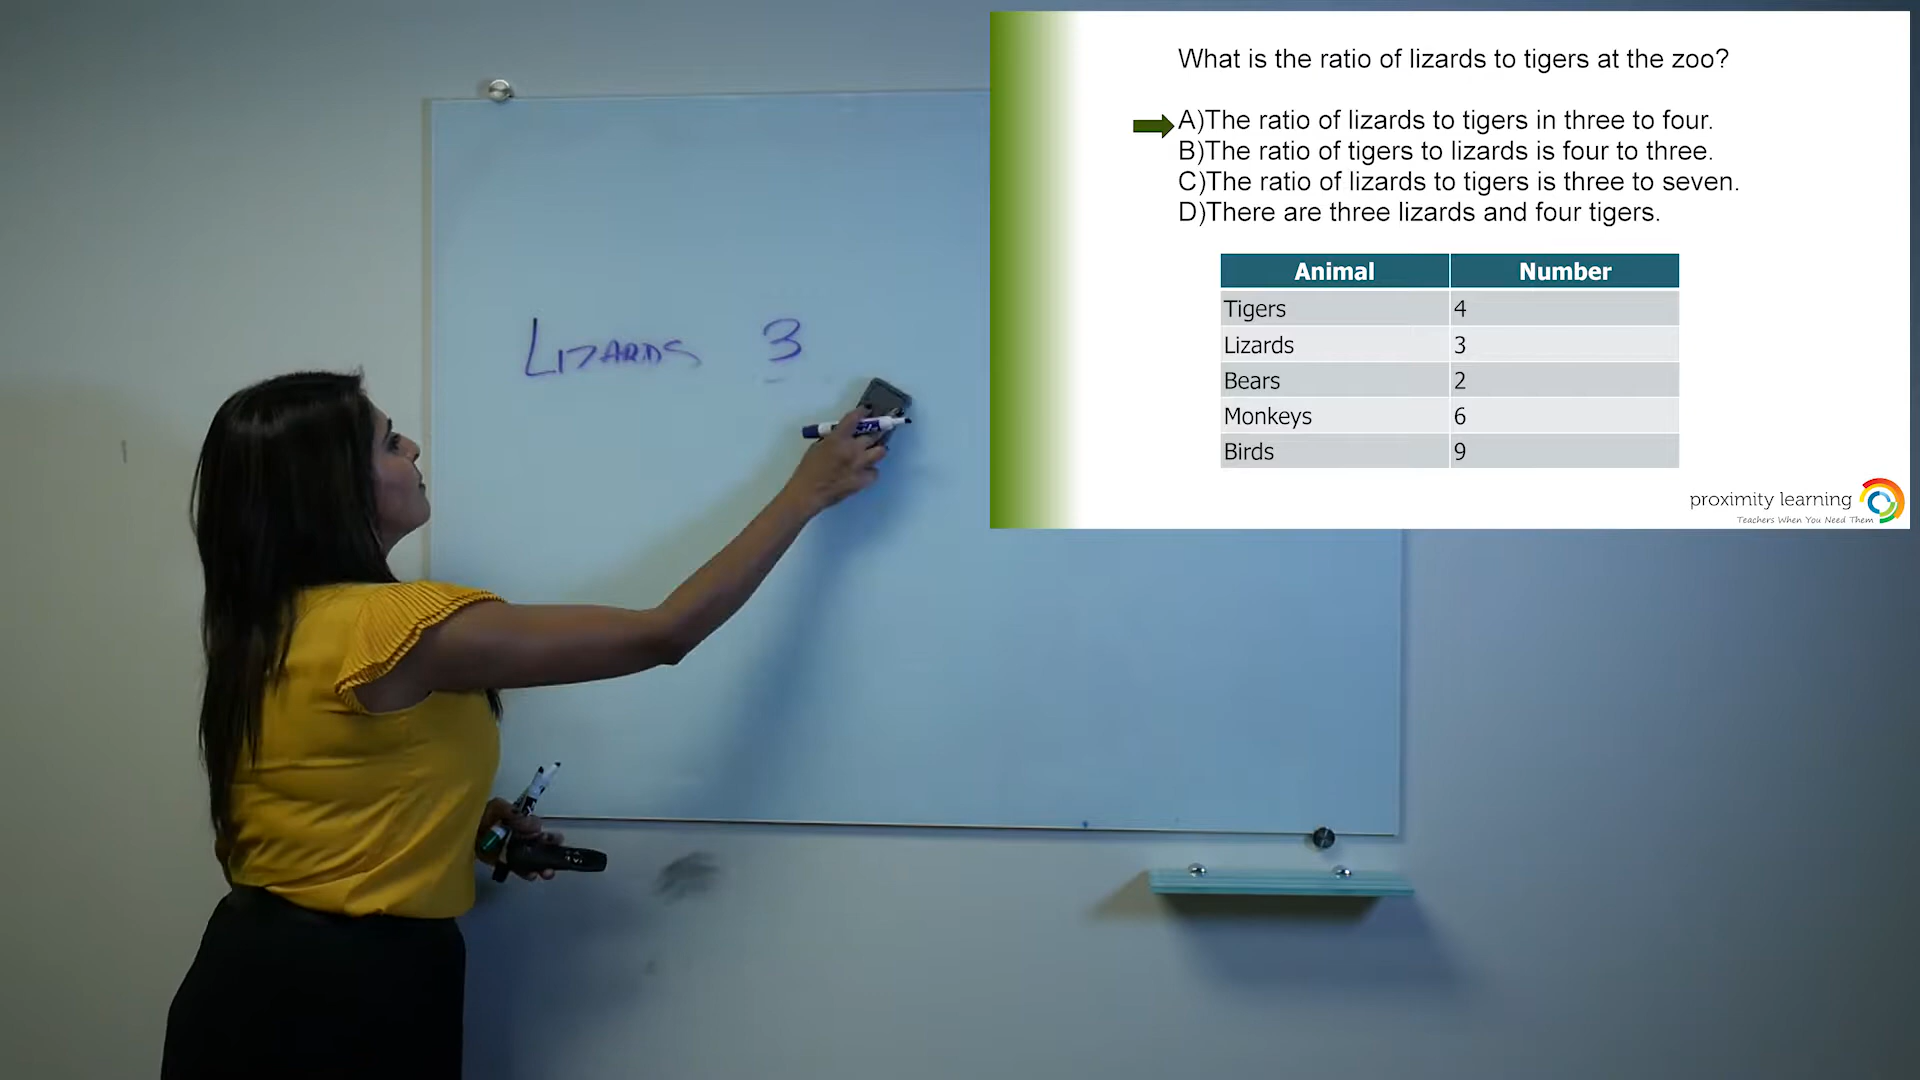 What is the ratio of lizards to tigers at the zoo?
A)The ratio of lizards to tigers in three to four.
B)The ratio of tigers to lizards is four to three.
C)The ratio of lizards to tigers is three to seven.
D)There are three lizards and four tigers.
Animal Number
Tigers 4
Lizards 3
Bears 2
Monkeys 6
Birds 9
proximity learning
Teachers When You Need Them
LIZARDS 3